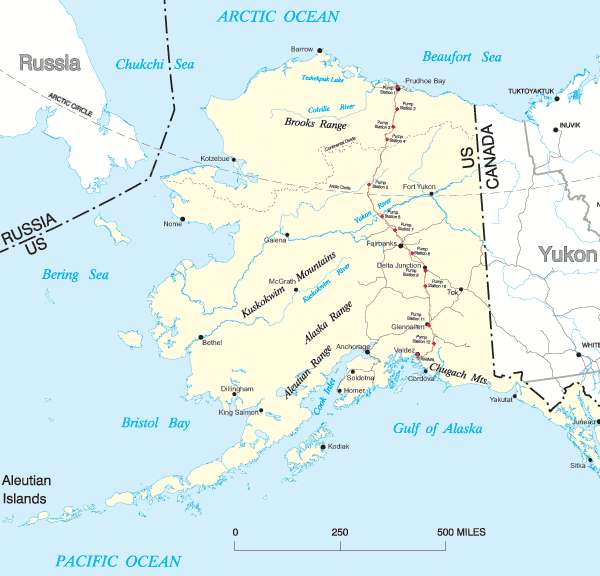 ARCTIC OCEAN
Barrow
Beaufort Sea
Russia
Chukchi Sea
Teshekpuk Lake
Prudhoe Bay
Pump Station 1
TUKTOYAKTUK
ARCTIC CIRCLE
Colville River
Pump Station 2
Brooks Range
Pump Station 3
INUVIK
Pump Station 4
Continental Divide
US
CANADA
Kotzebue
Arctic Circle
Pump Station 5
Fort Yukon
RUSSIA
US
Nome
Yukon River
Pump Station 6
Pump Station 7
Galena
Fairbanks
Pump Station 8
Yukon
Bering Sea
Kuskokwim Mountains
Kuskokwim River
Delta Junction
Pump Station 9
McGrath
Pump Station 10
Tok
Alaska Range
Pump Station 11
Glennallen
Bethel
Pump Station 12
Anchorage
Valdez
WHITE
Aleutian Range
Chugach Mts.
Soldotna
Cordova
Dillingham
Homer
Cook Inlet
Yakutat
King Salmon
Bristol Bay
Gulf of Alaska
Juneau
Kodiak
Sitka
Aleutian
Islands
0 250 500 MILES
PACIFIC OCEAN